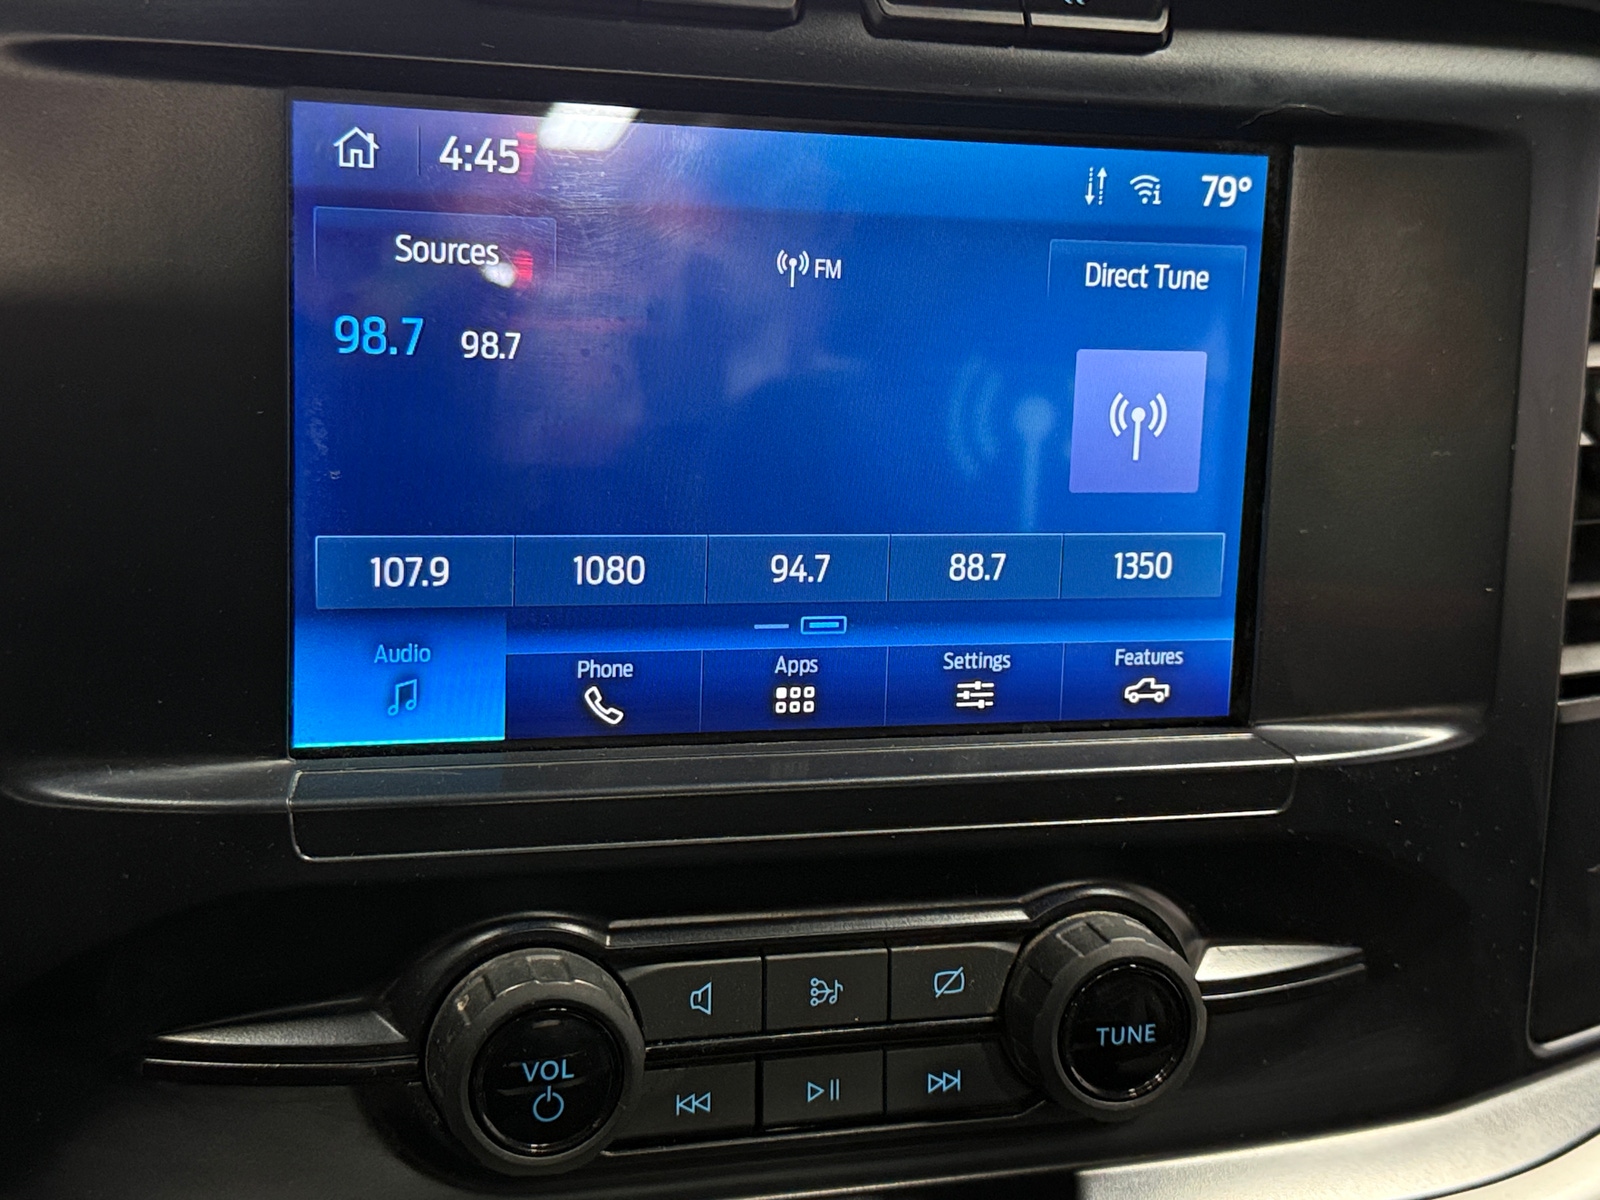 4:45
79°
Sources
FM
Direct Tune
98.7 98.7
107.9 1080 94.7 88.7 1350
Audio Phone Apps Settings Features
VOL
TUNE